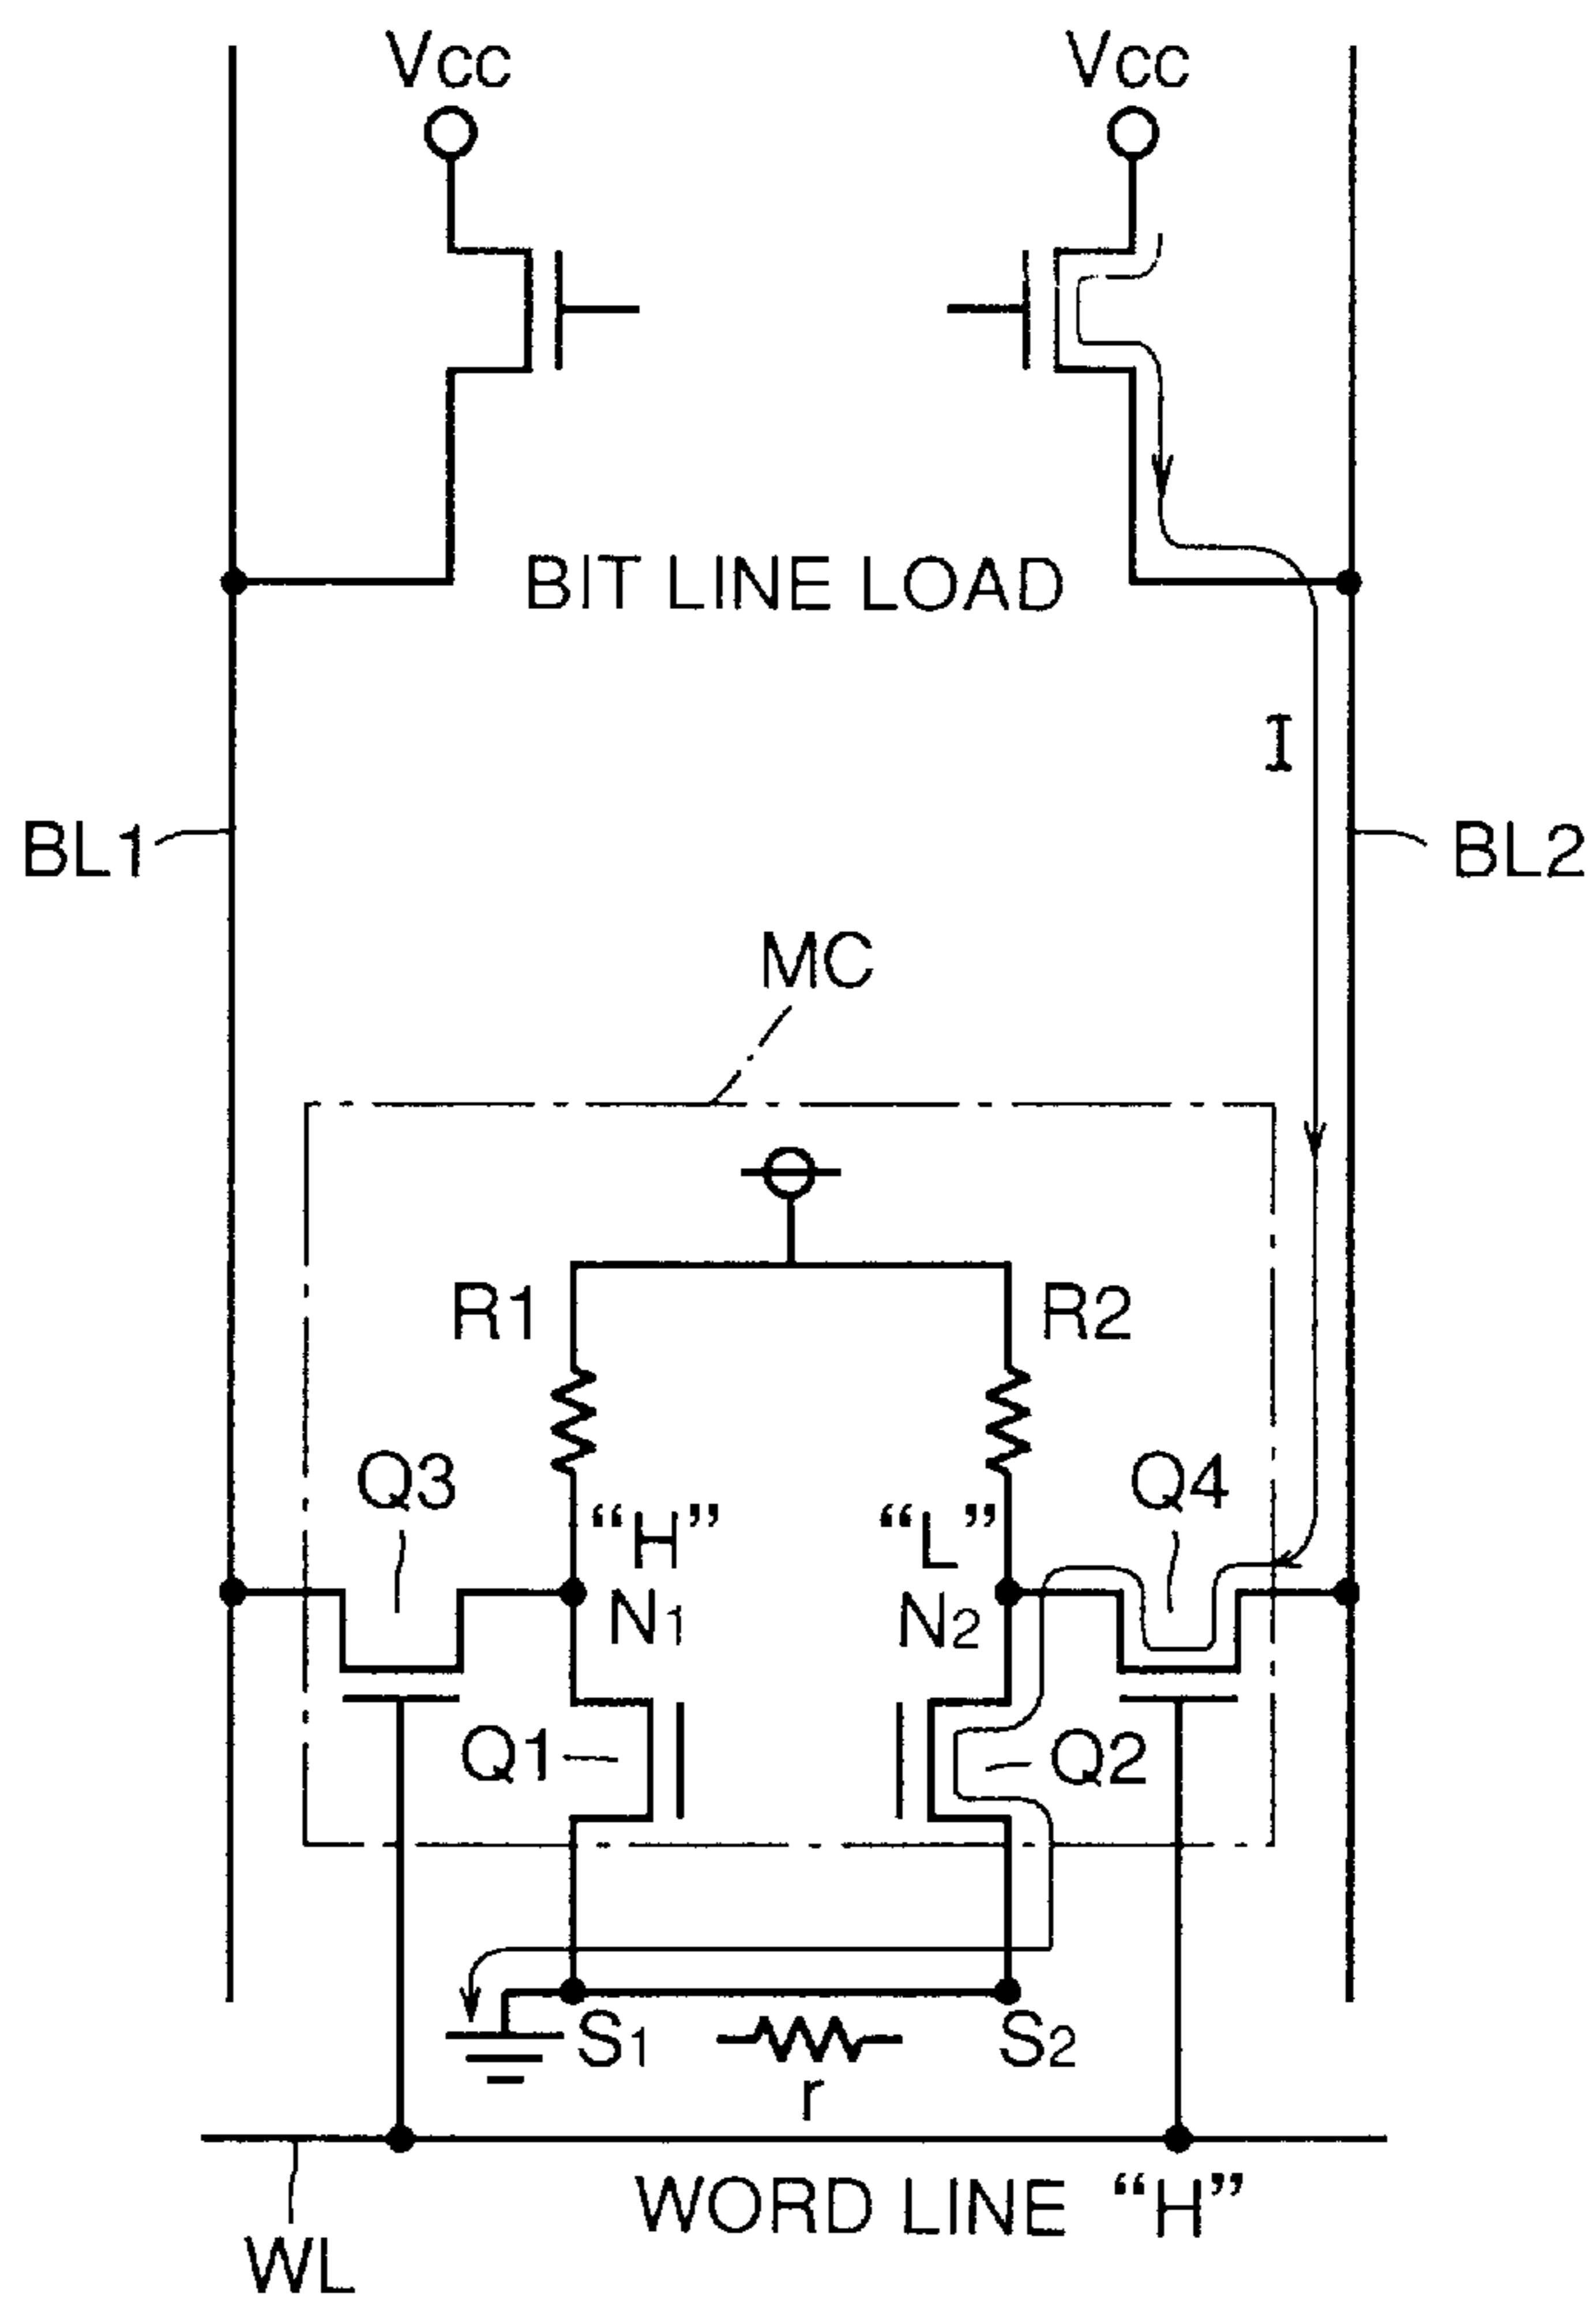 Vcc
Vcc
BIT LINE LOAD
I
BL1
BL2
MC
R1
R2
Q3
Q4
“H”
“L”
N1
N2
Q1
Q2
S1
S2
r
WORD LINE “H”
WL